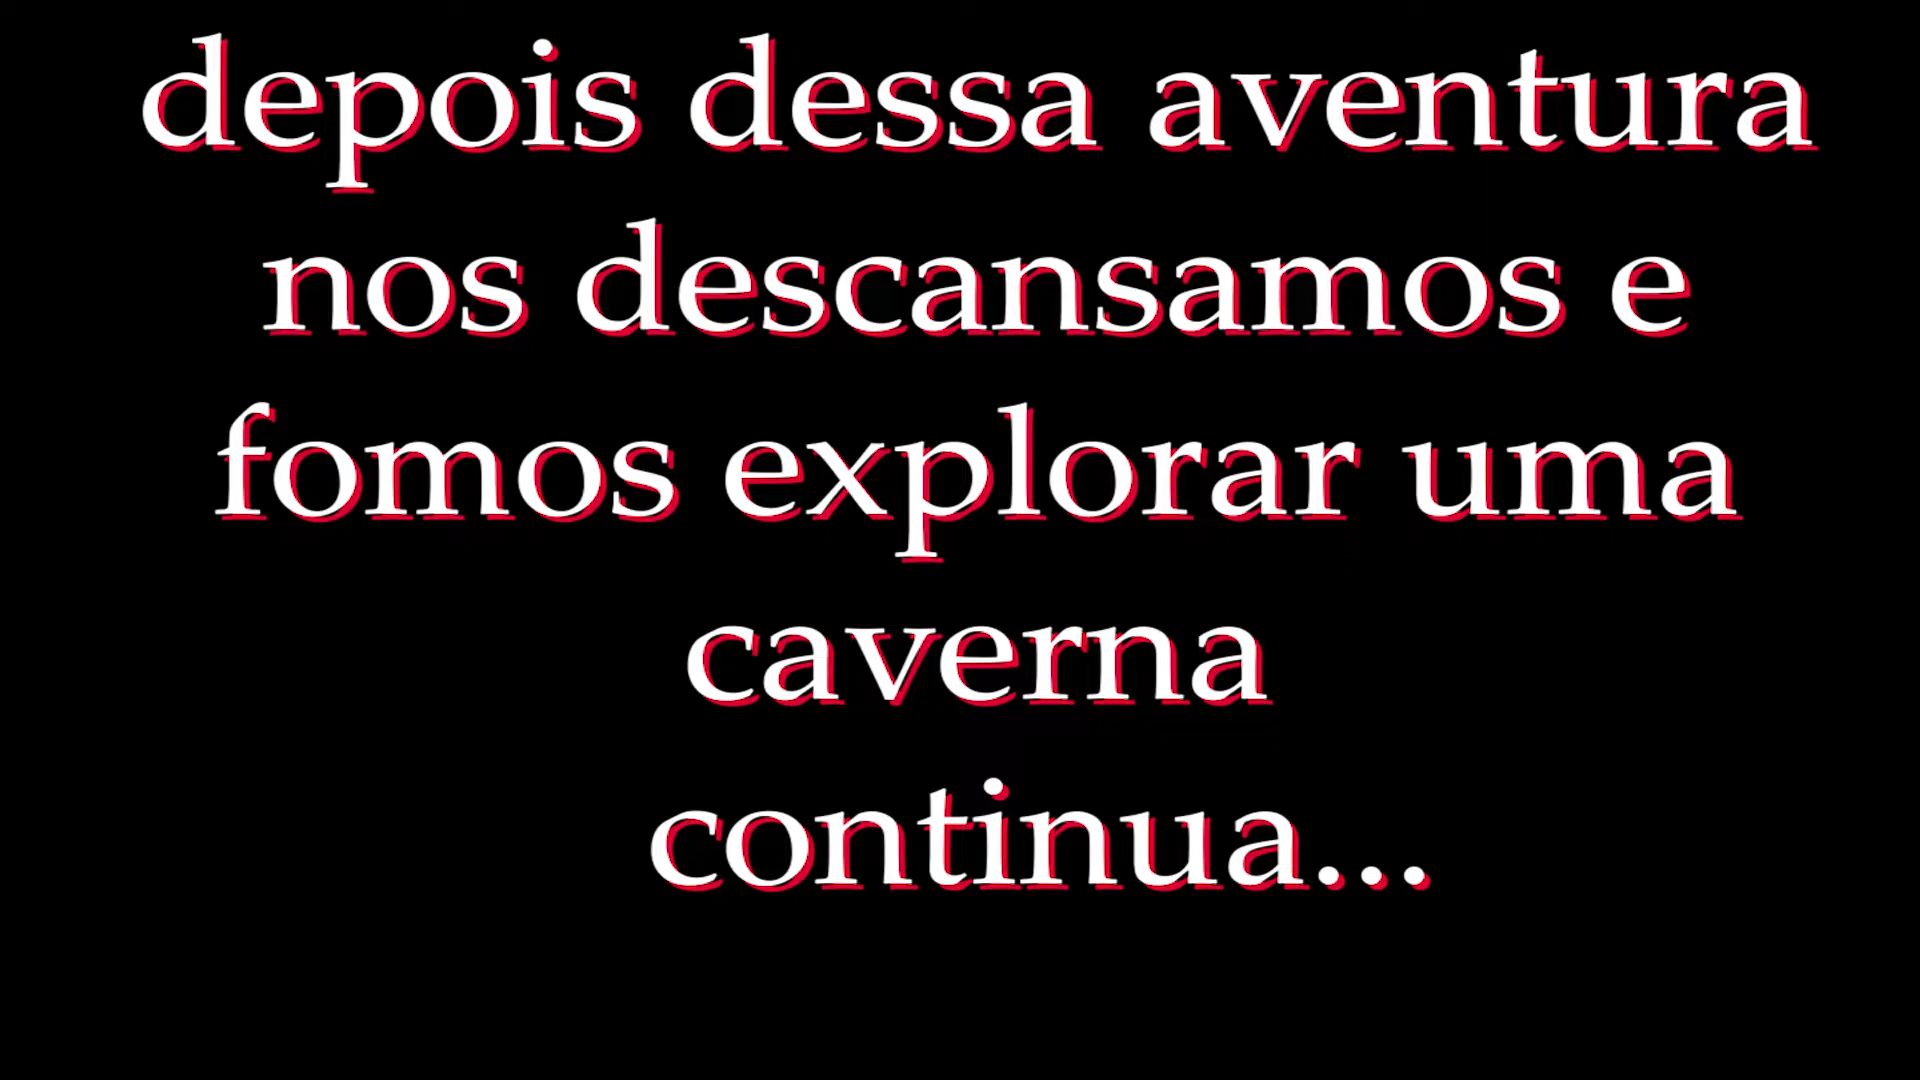 depois dessa aventura
nos descansamos e
fomos explorar uma
caverna
continua...